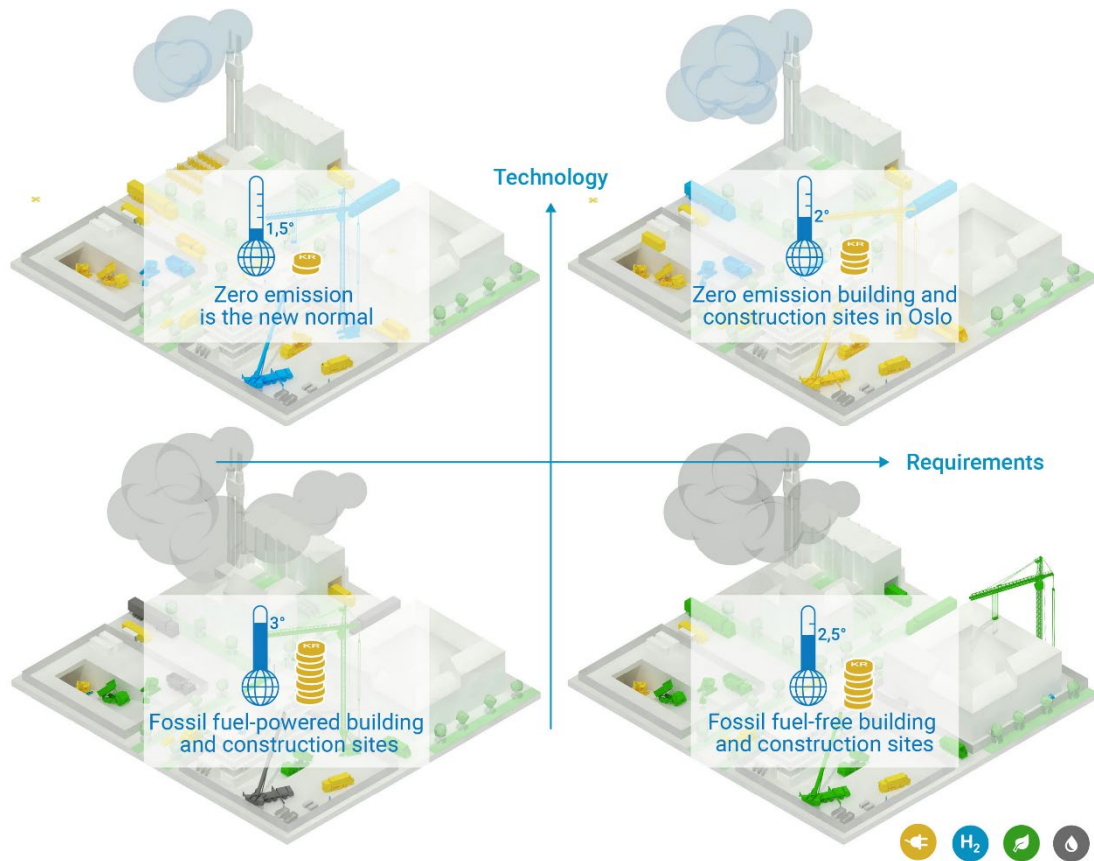 Technology
1,5°
KR
Zero emission
is the new normal
2°
KR
Zero emission building and
construction sites in Oslo
Requirements
3°
KR
Fossil fuel-powered building
and construction sites
2,5°
KR
Fossil fuel-free building
and construction sites
H₂